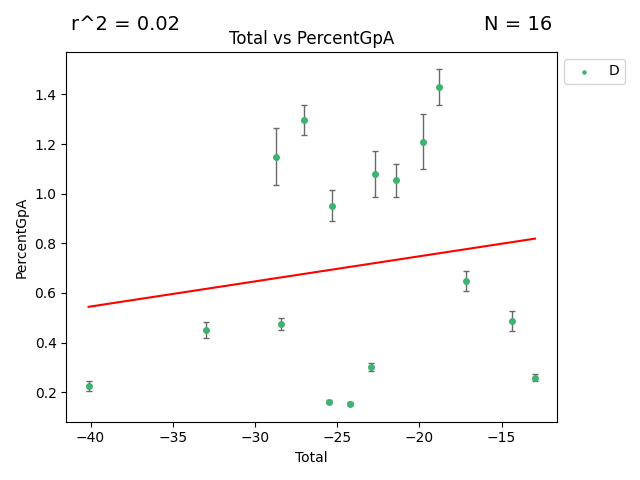 r^2 = 0.02
N = 16
Total vs PercentGpA
D
PercentGpA
1.4
1.2
1.0
0.8
0.6
0.4
0.2
−40
−35
−30
−25
−20
−15
Total